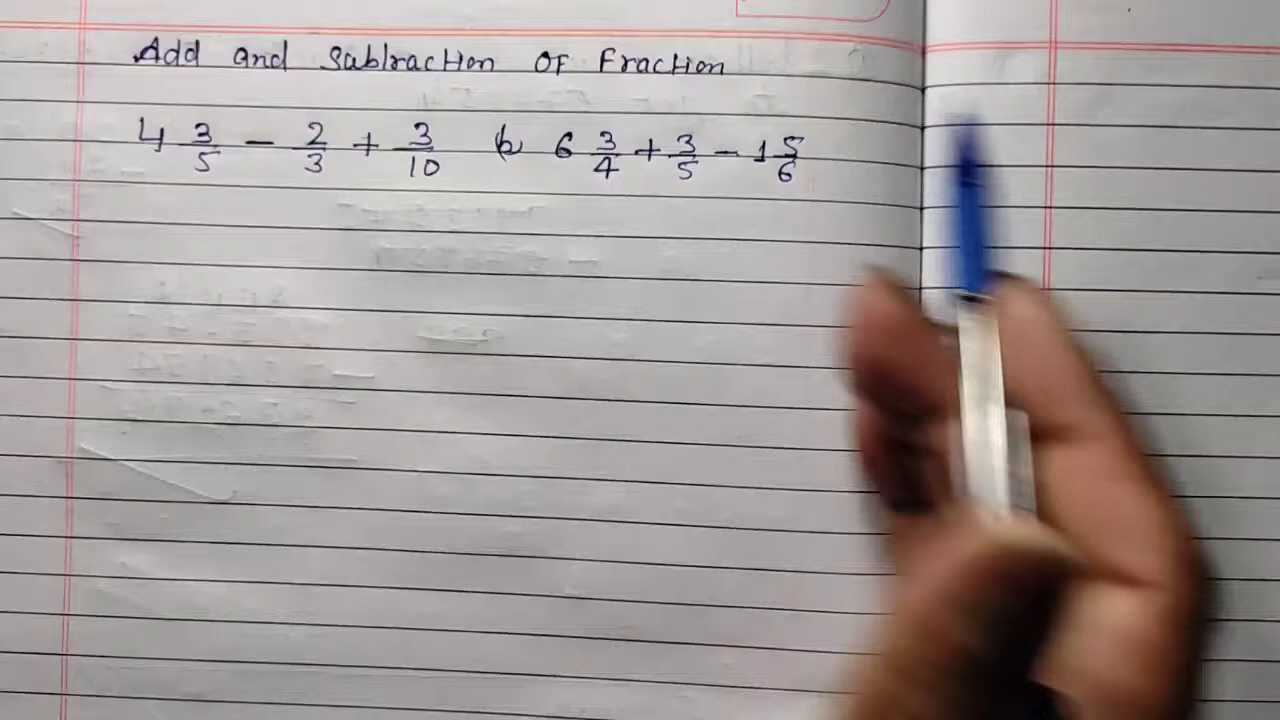 Add and Sabtraction OF Fraction
4 3/5 - 2/3 + 3/10 b 6 3/4 + 3/5 - 1 5/6